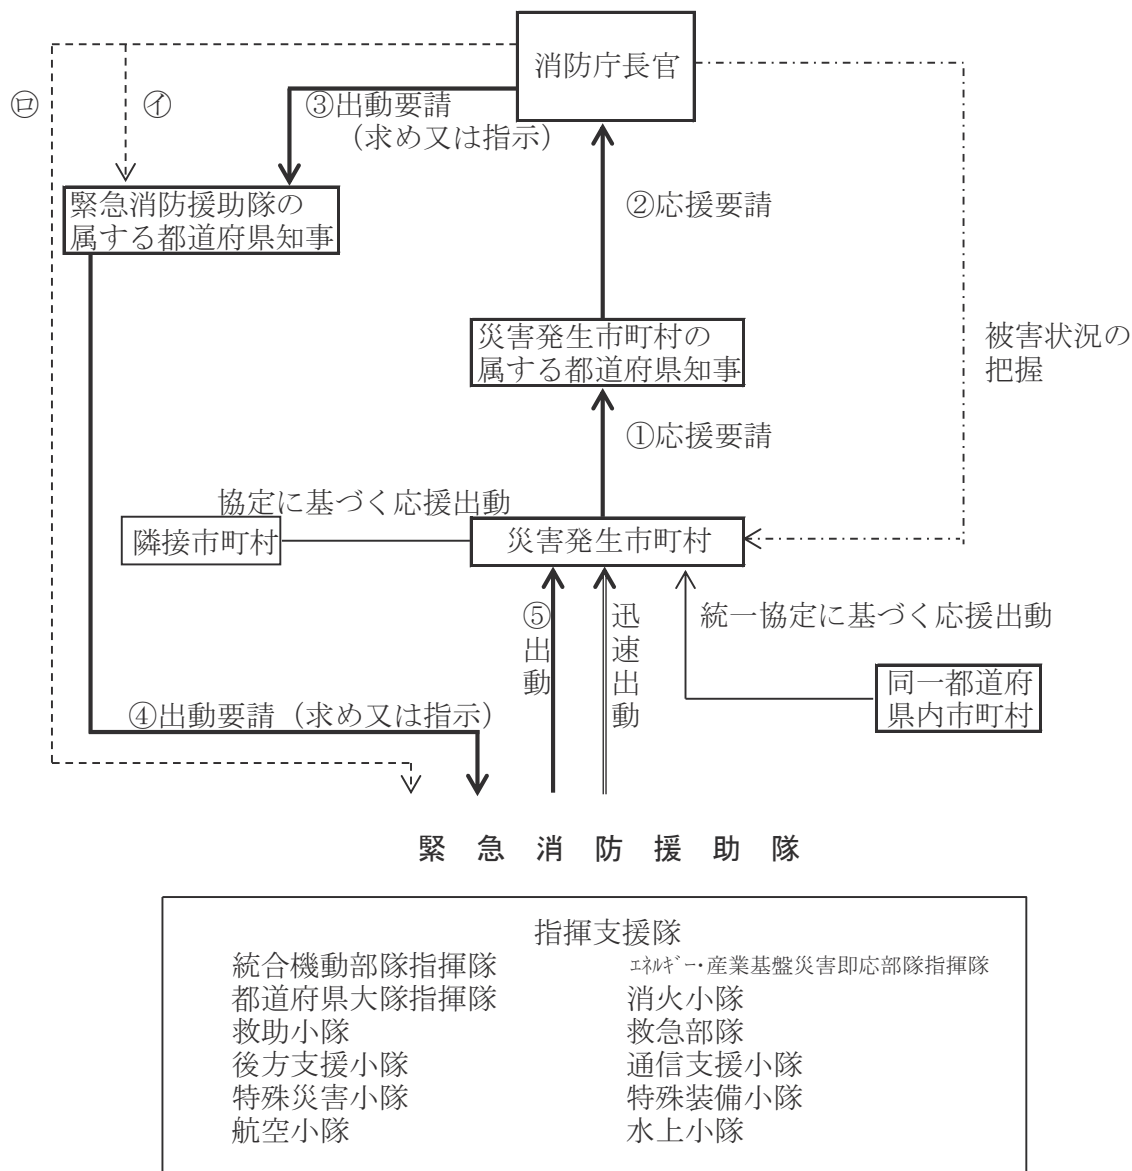 消防庁長官
㋺
㋑
③出動要請
（求め又は指示）
緊急消防援助隊の
属する都道府県知事
②応援要請
災害発生市町村の
属する都道府県知事
被害状況の
把握
①応援要請
協定に基づく応援出動
隣接市町村
災害発生市町村
⑤出動
迅速出動
統一協定に基づく応援出動
同一都道府
県内市町村
④出動要請（求め又は指示）
緊急消防援助隊
指揮支援隊
統合機動部隊指揮隊
ｴﾈﾙｷﾞｰ・産業基盤災害即応部隊指揮隊
都道府県大隊指揮隊
消火小隊
救助小隊
救急部隊
後方支援小隊
通信支援小隊
特殊災害小隊
特殊装備小隊
航空小隊
水上小隊